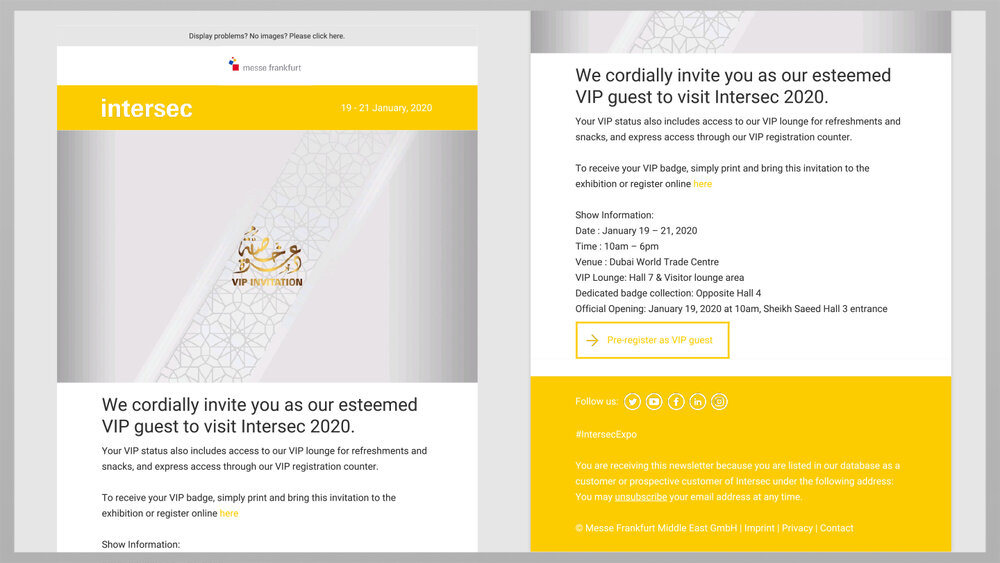 Display problems? No images? Please click here.
messe frankfurt
intersec
19 - 21 January, 2020
دعوة خاصة
VIP INVITATION
We cordially invite you as our esteemed
VIP guest to visit Intersec 2020.
Your VIP status also includes access to our VIP lounge for refreshments and
snacks, and express access through our VIP registration counter.
To receive your VIP badge, simply print and bring this invitation to the
exhibition or register online here
Show Information:
We cordially invite you as our esteemed
VIP guest to visit Intersec 2020.
Your VIP status also includes access to our VIP lounge for refreshments and
snacks, and express access through our VIP registration counter.
To receive your VIP badge, simply print and bring this invitation to the
exhibition or register online here
Show Information:
Date : January 19 – 21, 2020
Time : 10am – 6pm
Venue : Dubai World Trade Centre
VIP Lounge: Hall 7 & Visitor lounge area
Dedicated badge collection: Opposite Hall 4
Official Opening: January 19, 2020 at 10am, Sheikh Saeed Hall 3 entrance
Pre-register as VIP guest
Follow us:
#IntersecExpo
You are receiving this newsletter because you are listed in our database as a
customer or prospective customer of Intersec under the following address:
You may unsubscribe your email address at any time.
© Messe Frankfurt Middle East GmbH | Imprint | Privacy | Contact